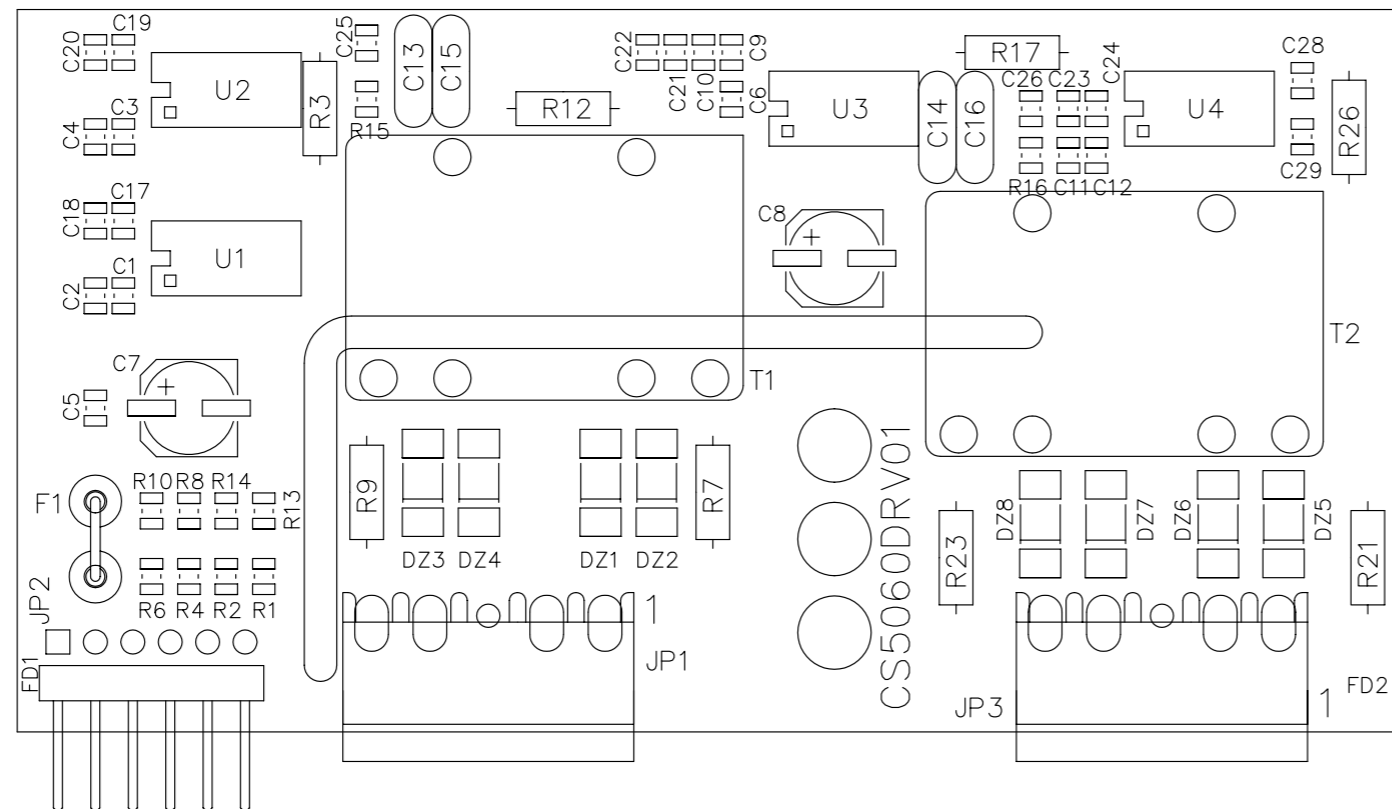 C19
C20
C25
C13
C15
C22
C21
C10
C9
C6
R17
C24
C28
U2
R3
R12
U3
C14
C16
C26
C23
U4
R26
C4
C3
R15
R16
C11
C12
C29
C18
C17
U1
C8
C2
C1
T2
C7
C5
T1
CS5060DRV01
F1
R10
R8
R14
R13
R9
R7
DZ3
DZ4
DZ1
DZ2
R23
DZ8
DZ7
DZ6
DZ5
R21
JP2
R6
R4
R2
R1
1
JP1
FD1
JP3
1
FD2